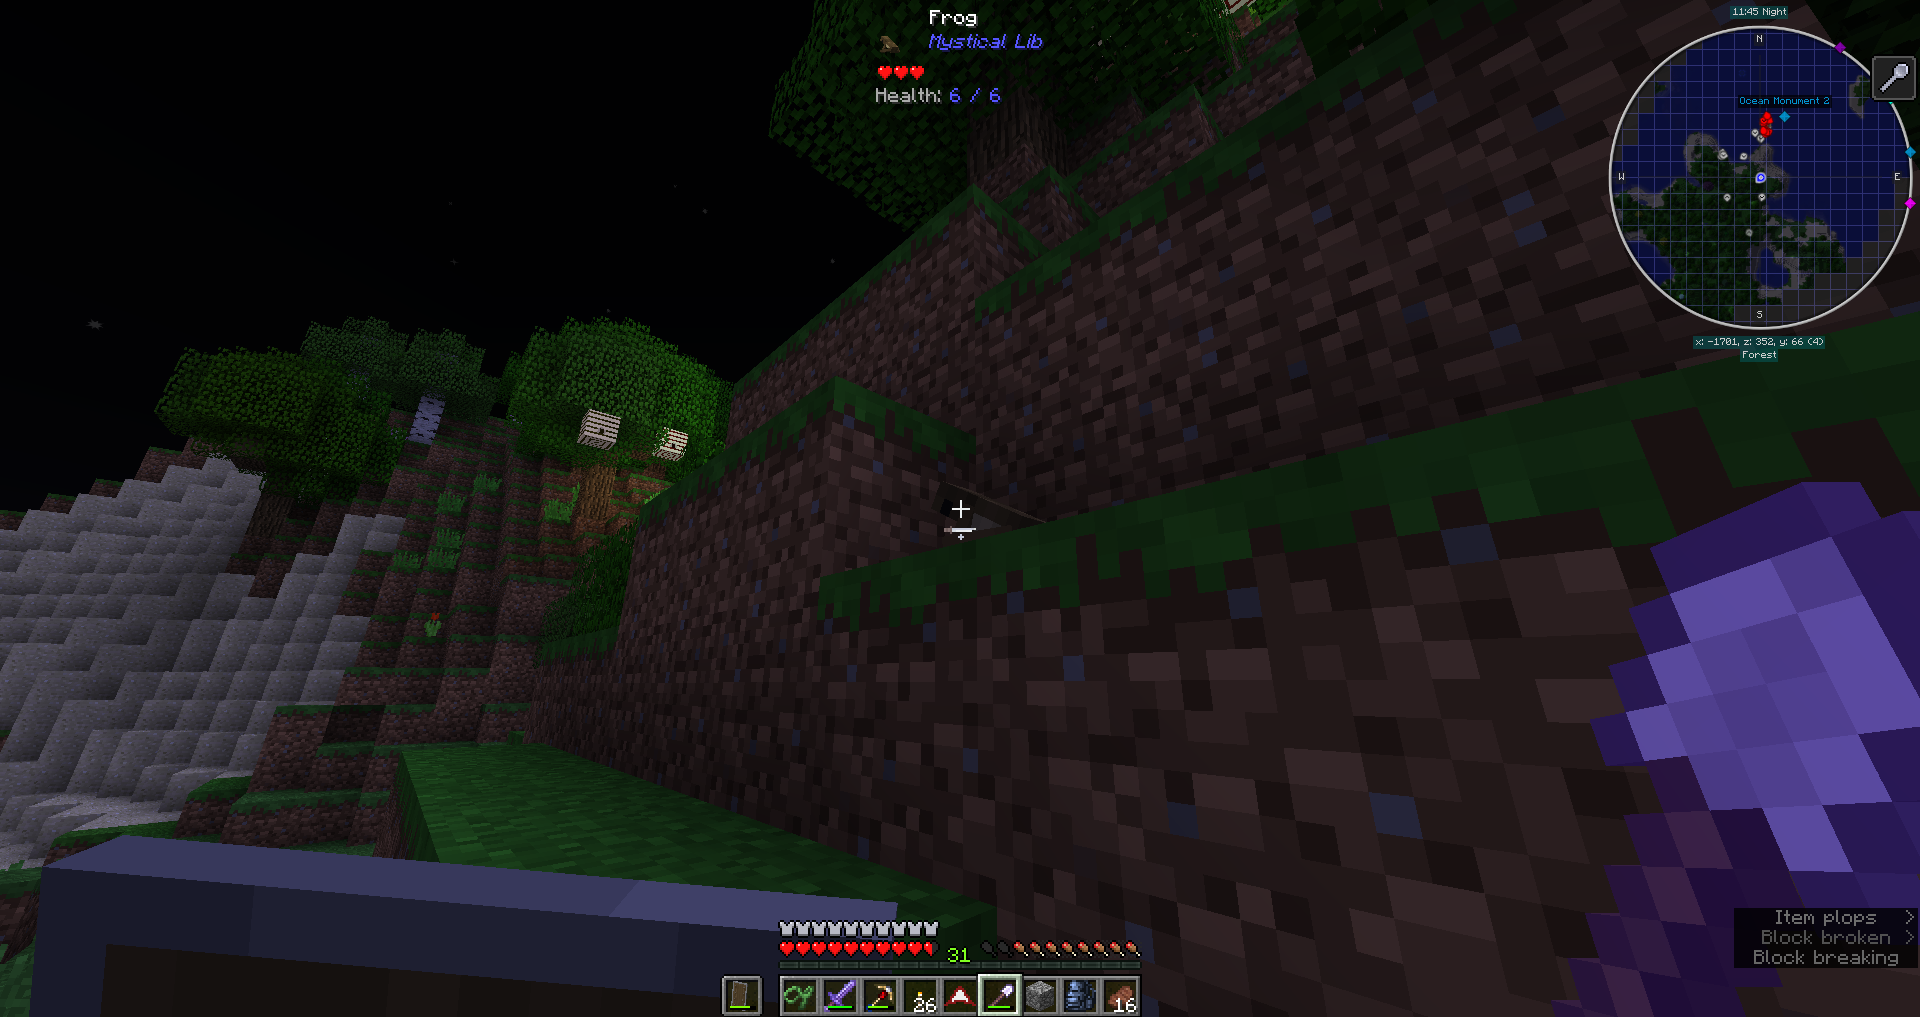 Frog
Mystical Lib
Health: 6 / 6
11:45 Night
N
Ocean Monument 2
W
E
S
x: -1701, z: 352, y: 66 (4)
Forest
Item plops >
Block broken >
Block breaking
31
26
16